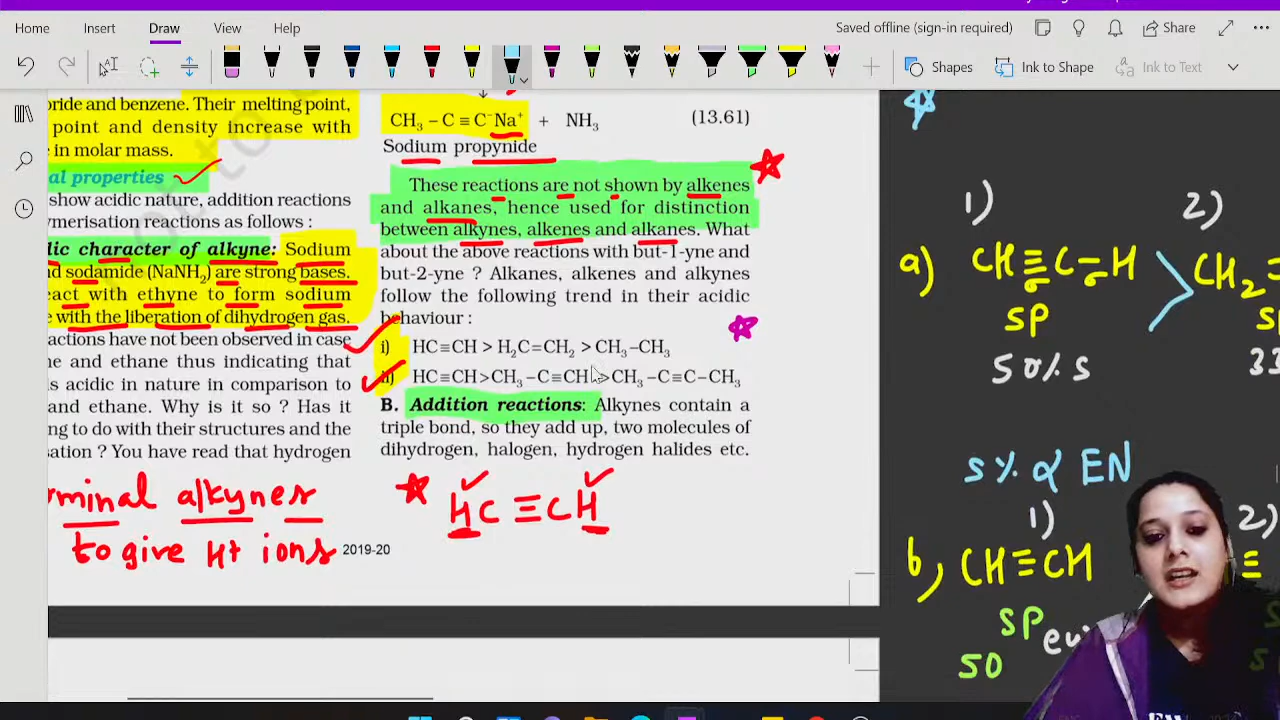 Home Insert Draw View Help Saved offline (sign-in required) Share
Shapes Ink to Shape Ink to Text
oride and benzene. Their melting point,
point and density increase with
e in molar mass.
al properties
show acidic nature, addition reactions
ymerisation reactions as follows :
dic character of alkyne: Sodium
nd sodamide (NaNH₂) are strong bases.
eact with ethyne to form sodium
e with the liberation of dihydrogen gas.
actions have not been observed in case
ne and ethane thus indicating that
s acidic in nature in comparison to
and ethane. Why is it so ? Has it
ng to do with their structures and the
sation ? You have read that hydrogen
CH₃ – C ≡ C⁻Na⁺ + NH₃ (13.61)
Sodium propynide
These reactions are not shown by alkenes
and alkanes, hence used for distinction
between alkynes, alkenes and alkanes. What
about the above reactions with but-1-yne and
but-2-yne ? Alkanes, alkenes and alkynes
follow the following trend in their acidic
behaviour :
i) HC≡CH > H₂C=CH₂ > CH₃–CH₃
ii) HC≡CH>CH₃–C≡CH>>CH₃–C≡C–CH₃
B. Addition reactions: Alkynes contain a
triple bond, so they add up, two molecules of
dihydrogen, halogen, hydrogen halides etc.
rminal alkynes
to give H+ ions
HC≡CH
2019-20
1) 2)
a) CH≡C–H > CH₂
SP
50% S 33
S% α EN
1) 2)
b, CH≡CH ≡
SP
50